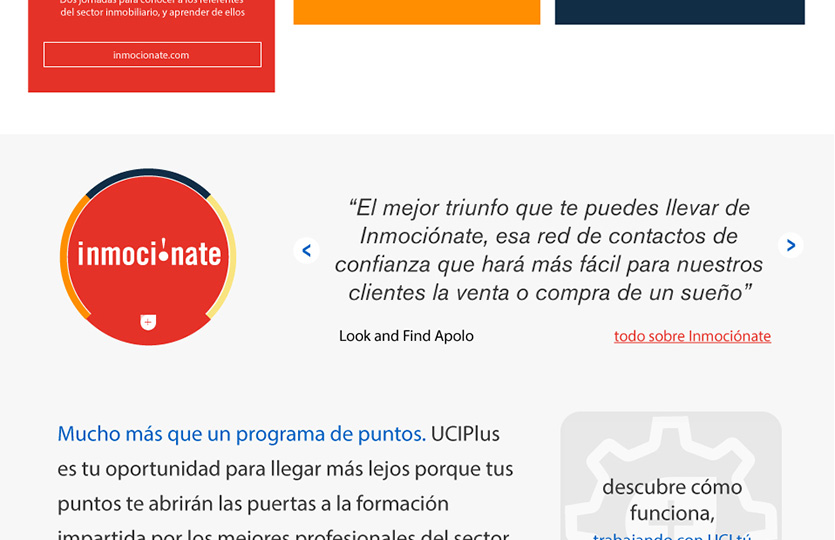 Dos jornadas para conocer a los referentes
del sector inmobiliario, y aprender de ellos
inmocionate.com
inmoci!nate
“El mejor triunfo que te puedes llevar de
Inmociónate, esa red de contactos de
confianza que hará más fácil para nuestros
clientes la venta o compra de un sueño”
Look and Find Apolo
todo sobre Inmociónate
Mucho más que un programa de puntos. UCIPlus
es tu oportunidad para llegar más lejos porque tus
puntos te abrirán las puertas a la formación
impartida por los mejores profesionales del sector
descubre cómo
funciona,
trabajando con UCI tú